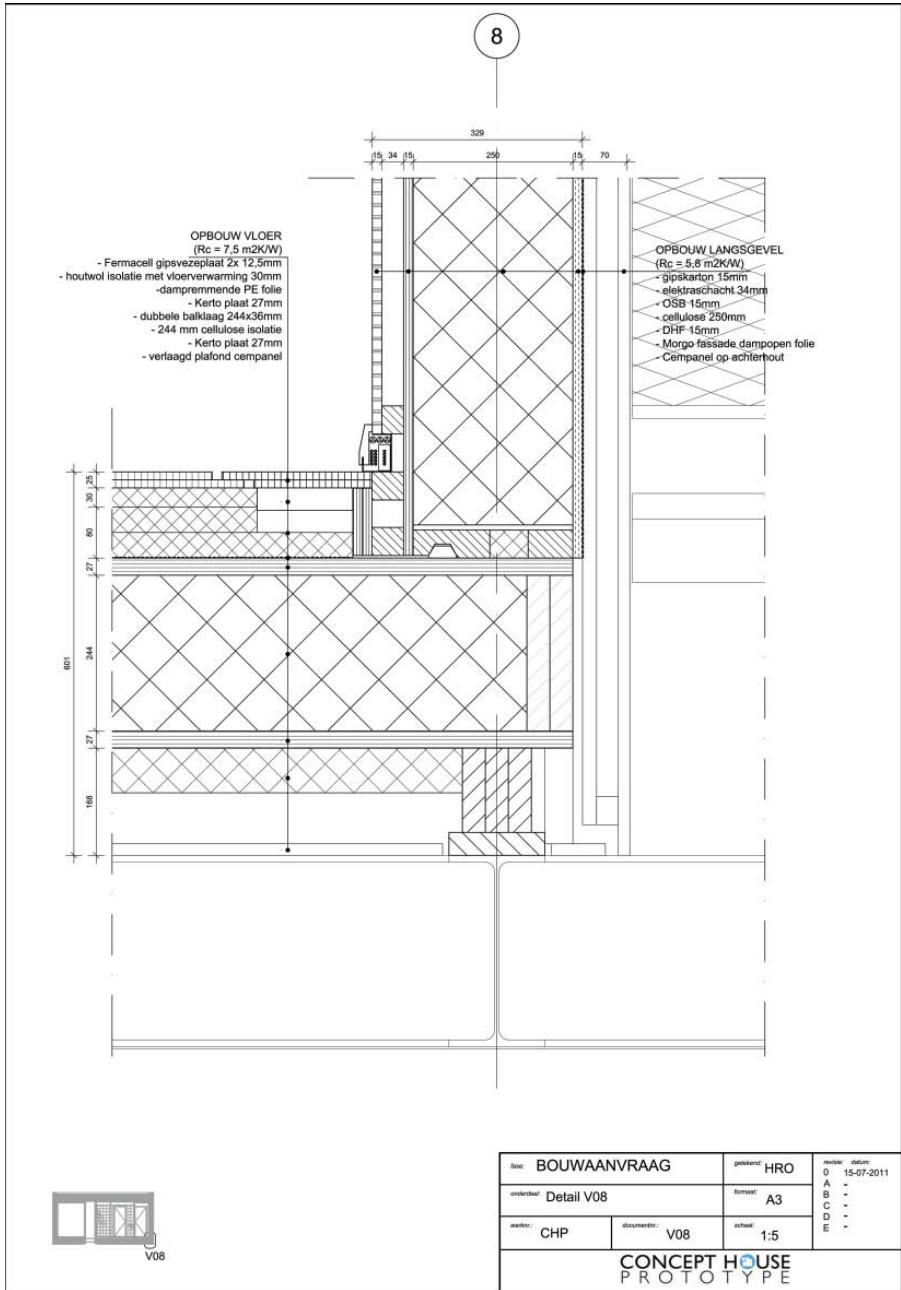 8
329
15 34 15 250 15 70
OPBOUW VLOER
(Rc = 7,5 m2K/W)
- Fermacell gipsvezeplaat 2x 12,5mm
- houtwol isolatie met vloerverwarming 30mm
-dampremmende PE folie
- Kerto plaat 27mm
- dubbele balklaag 244x36mm
- 244 mm cellulose isolatie
- Kerto plaat 27mm
- verlaagd plafond cempanel
OPBOUW LANGSGEVEL
(Rc = 5,8 m2K/W)
- gipskarton 15mm
- elektraschacht 34mm
- OSB 15mm
- cellulose 250mm
- DHF 15mm
- Morgo fassade dampopen folie
- Cempanel op achterhout
25
30
80
27
244
27
168
601
V08
fase: BOUWAANVRAAG
getekend: HRO
onderdeel: Detail V08
formaat: A3
werknr.: CHP
documentnr.: V08
schaal: 1:5
revisie: datum:
0 15-07-2011
A -
B -
C -
D -
E -
CONCEPT HOUSE
PROTOTYPE